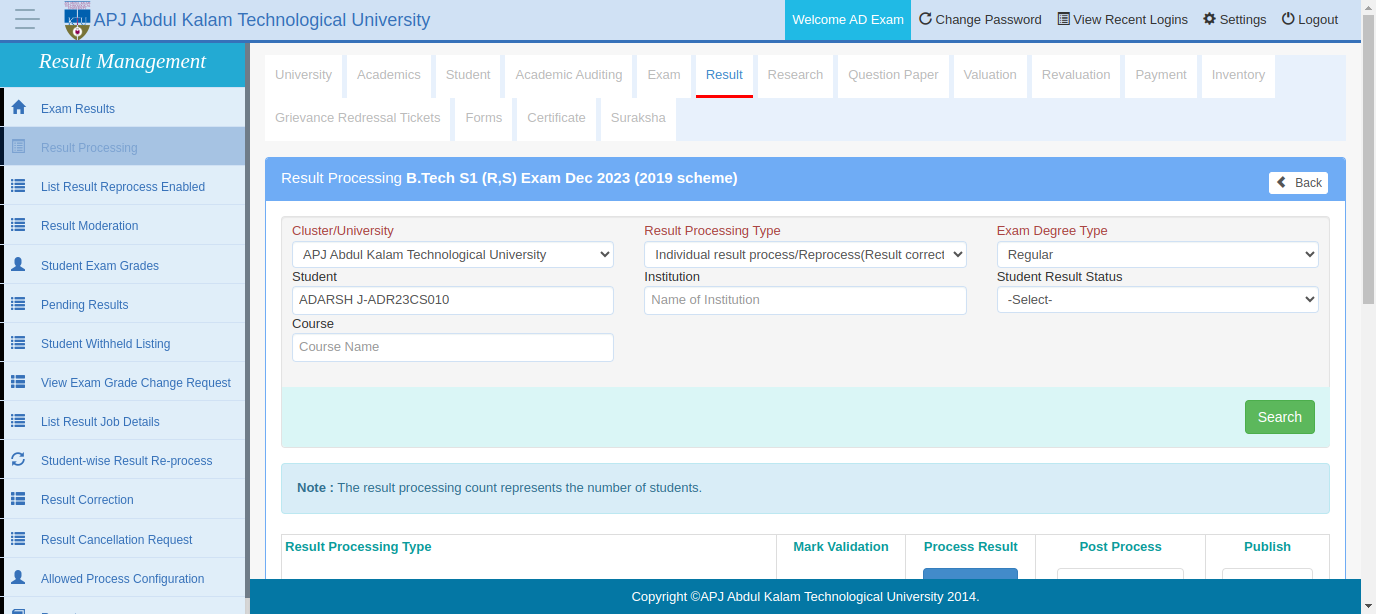 APJ Abdul Kalam Technological University
Welcome AD Exam Change Password View Recent Logins Settings Logout
Result Management
Exam Results
Result Processing
List Result Reprocess Enabled
Result Moderation
Student Exam Grades
Pending Results
Student Withheld Listing
View Exam Grade Change Request
List Result Job Details
Student-wise Result Re-process
Result Correction
Result Cancellation Request
Allowed Process Configuration
University Academics Student Academic Auditing Exam Result Research Question Paper Valuation Revaluation Payment Inventory
Grievance Redressal Tickets Forms Certificate Suraksha
Result Processing B.Tech S1 (R,S) Exam Dec 2023 (2019 scheme)
Back
Cluster/University Result Processing Type Exam Degree Type
APJ Abdul Kalam Technological University Individual result process/Reprocess(Result correct Regular
Student Institution Student Result Status
ADARSH J-ADR23CS010 Name of Institution -Select-
Course
Course Name
Search
Note : The result processing count represents the number of students.
Result Processing Type Mark Validation Process Result Post Process Publish
Copyright ©APJ Abdul Kalam Technological University 2014.